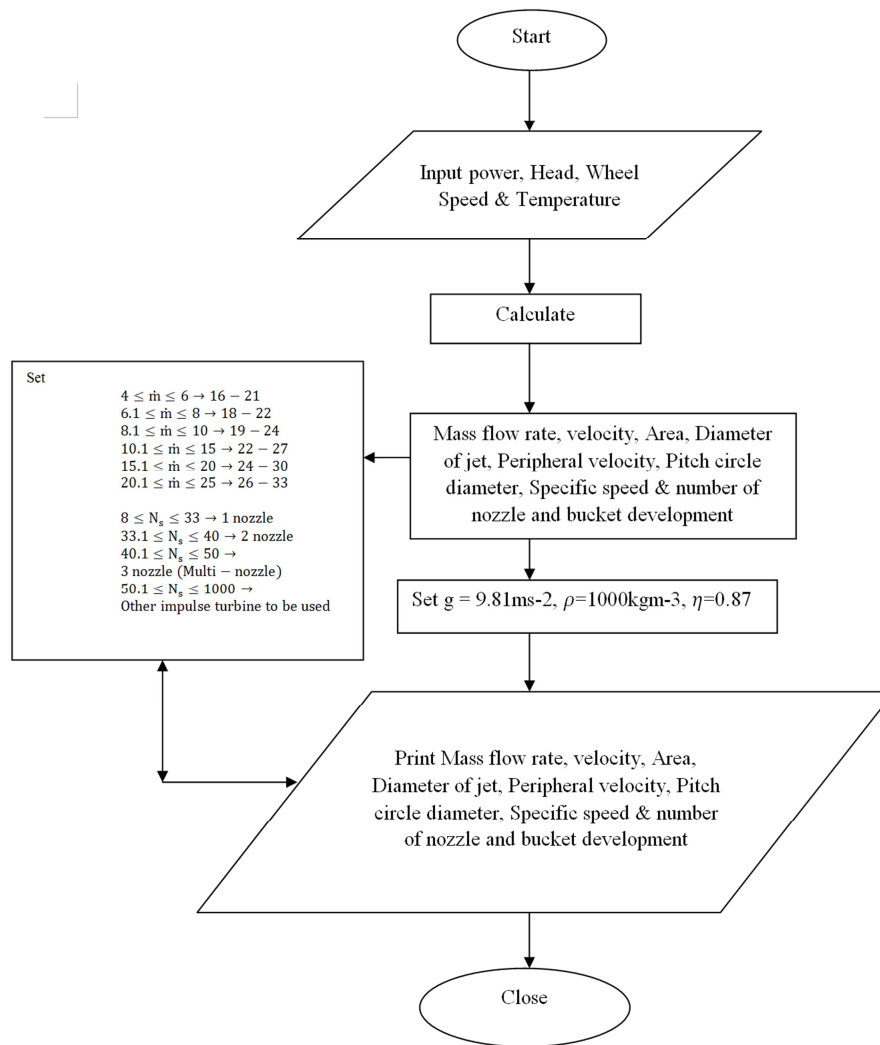 Start
Input power, Head, Wheel
Speed & Temperature
Calculate
Set
4 ≤ ṁ ≤ 6 → 16 − 21
6.1 ≤ ṁ ≤ 8 → 18 − 22
8.1 ≤ ṁ ≤ 10 → 19 − 24
10.1 ≤ ṁ ≤ 15 → 22 − 27
15.1 ≤ ṁ ≤ 20 → 24 − 30
20.1 ≤ ṁ ≤ 25 → 26 − 33
8 ≤ Nₛ ≤ 33 → 1 nozzle
33.1 ≤ Nₛ ≤ 40 → 2 nozzle
40.1 ≤ Nₛ ≤ 50 →
3 nozzle (Multi − nozzle)
50.1 ≤ Nₛ ≤ 1000 →
Other impulse turbine to be used
Mass flow rate, velocity, Area, Diameter
of jet, Peripheral velocity, Pitch circle
diameter, Specific speed & number of
nozzle and bucket development
Set g = 9.81ms-2, ρ=1000kgm-3, η=0.87
Print Mass flow rate, velocity, Area,
Diameter of jet, Peripheral velocity, Pitch
circle diameter, Specific speed & number
of nozzle and bucket development
Close